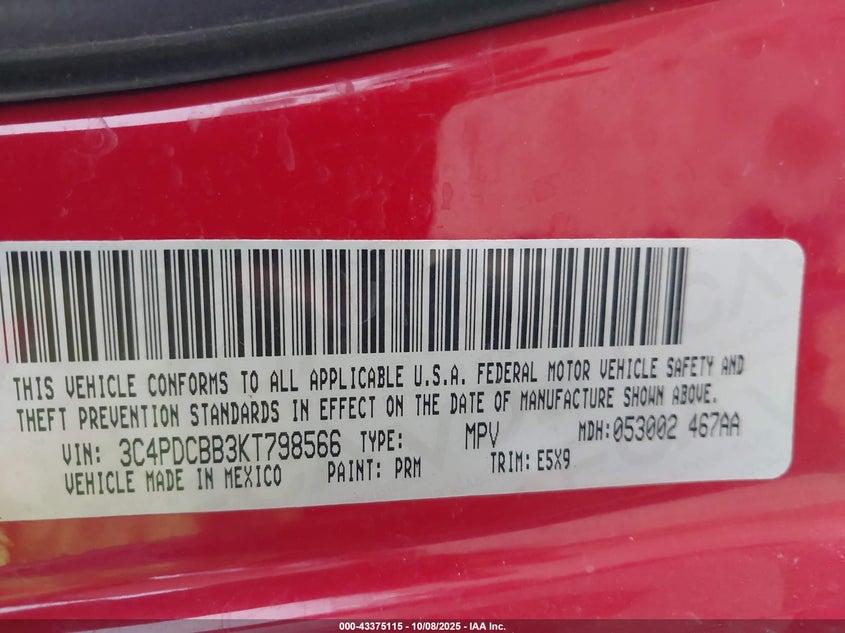 THIS VEHICLE CONFORMS TO ALL APPLICABLE U.S.A. FEDERAL MOTOR VEHICLE SAFETY AND
THEFT PREVENTION STANDARDS IN EFFECT ON THE DATE OF MANUFACTURE SHOWN ABOVE.
VIN: 3C4PDCBB3KT798566 TYPE: MPV MDH:053002 467AA
VEHICLE MADE IN MEXICO PAINT: PRM TRIM:E5X9
000-43375115 - 10/08/2025 - IAA Inc.